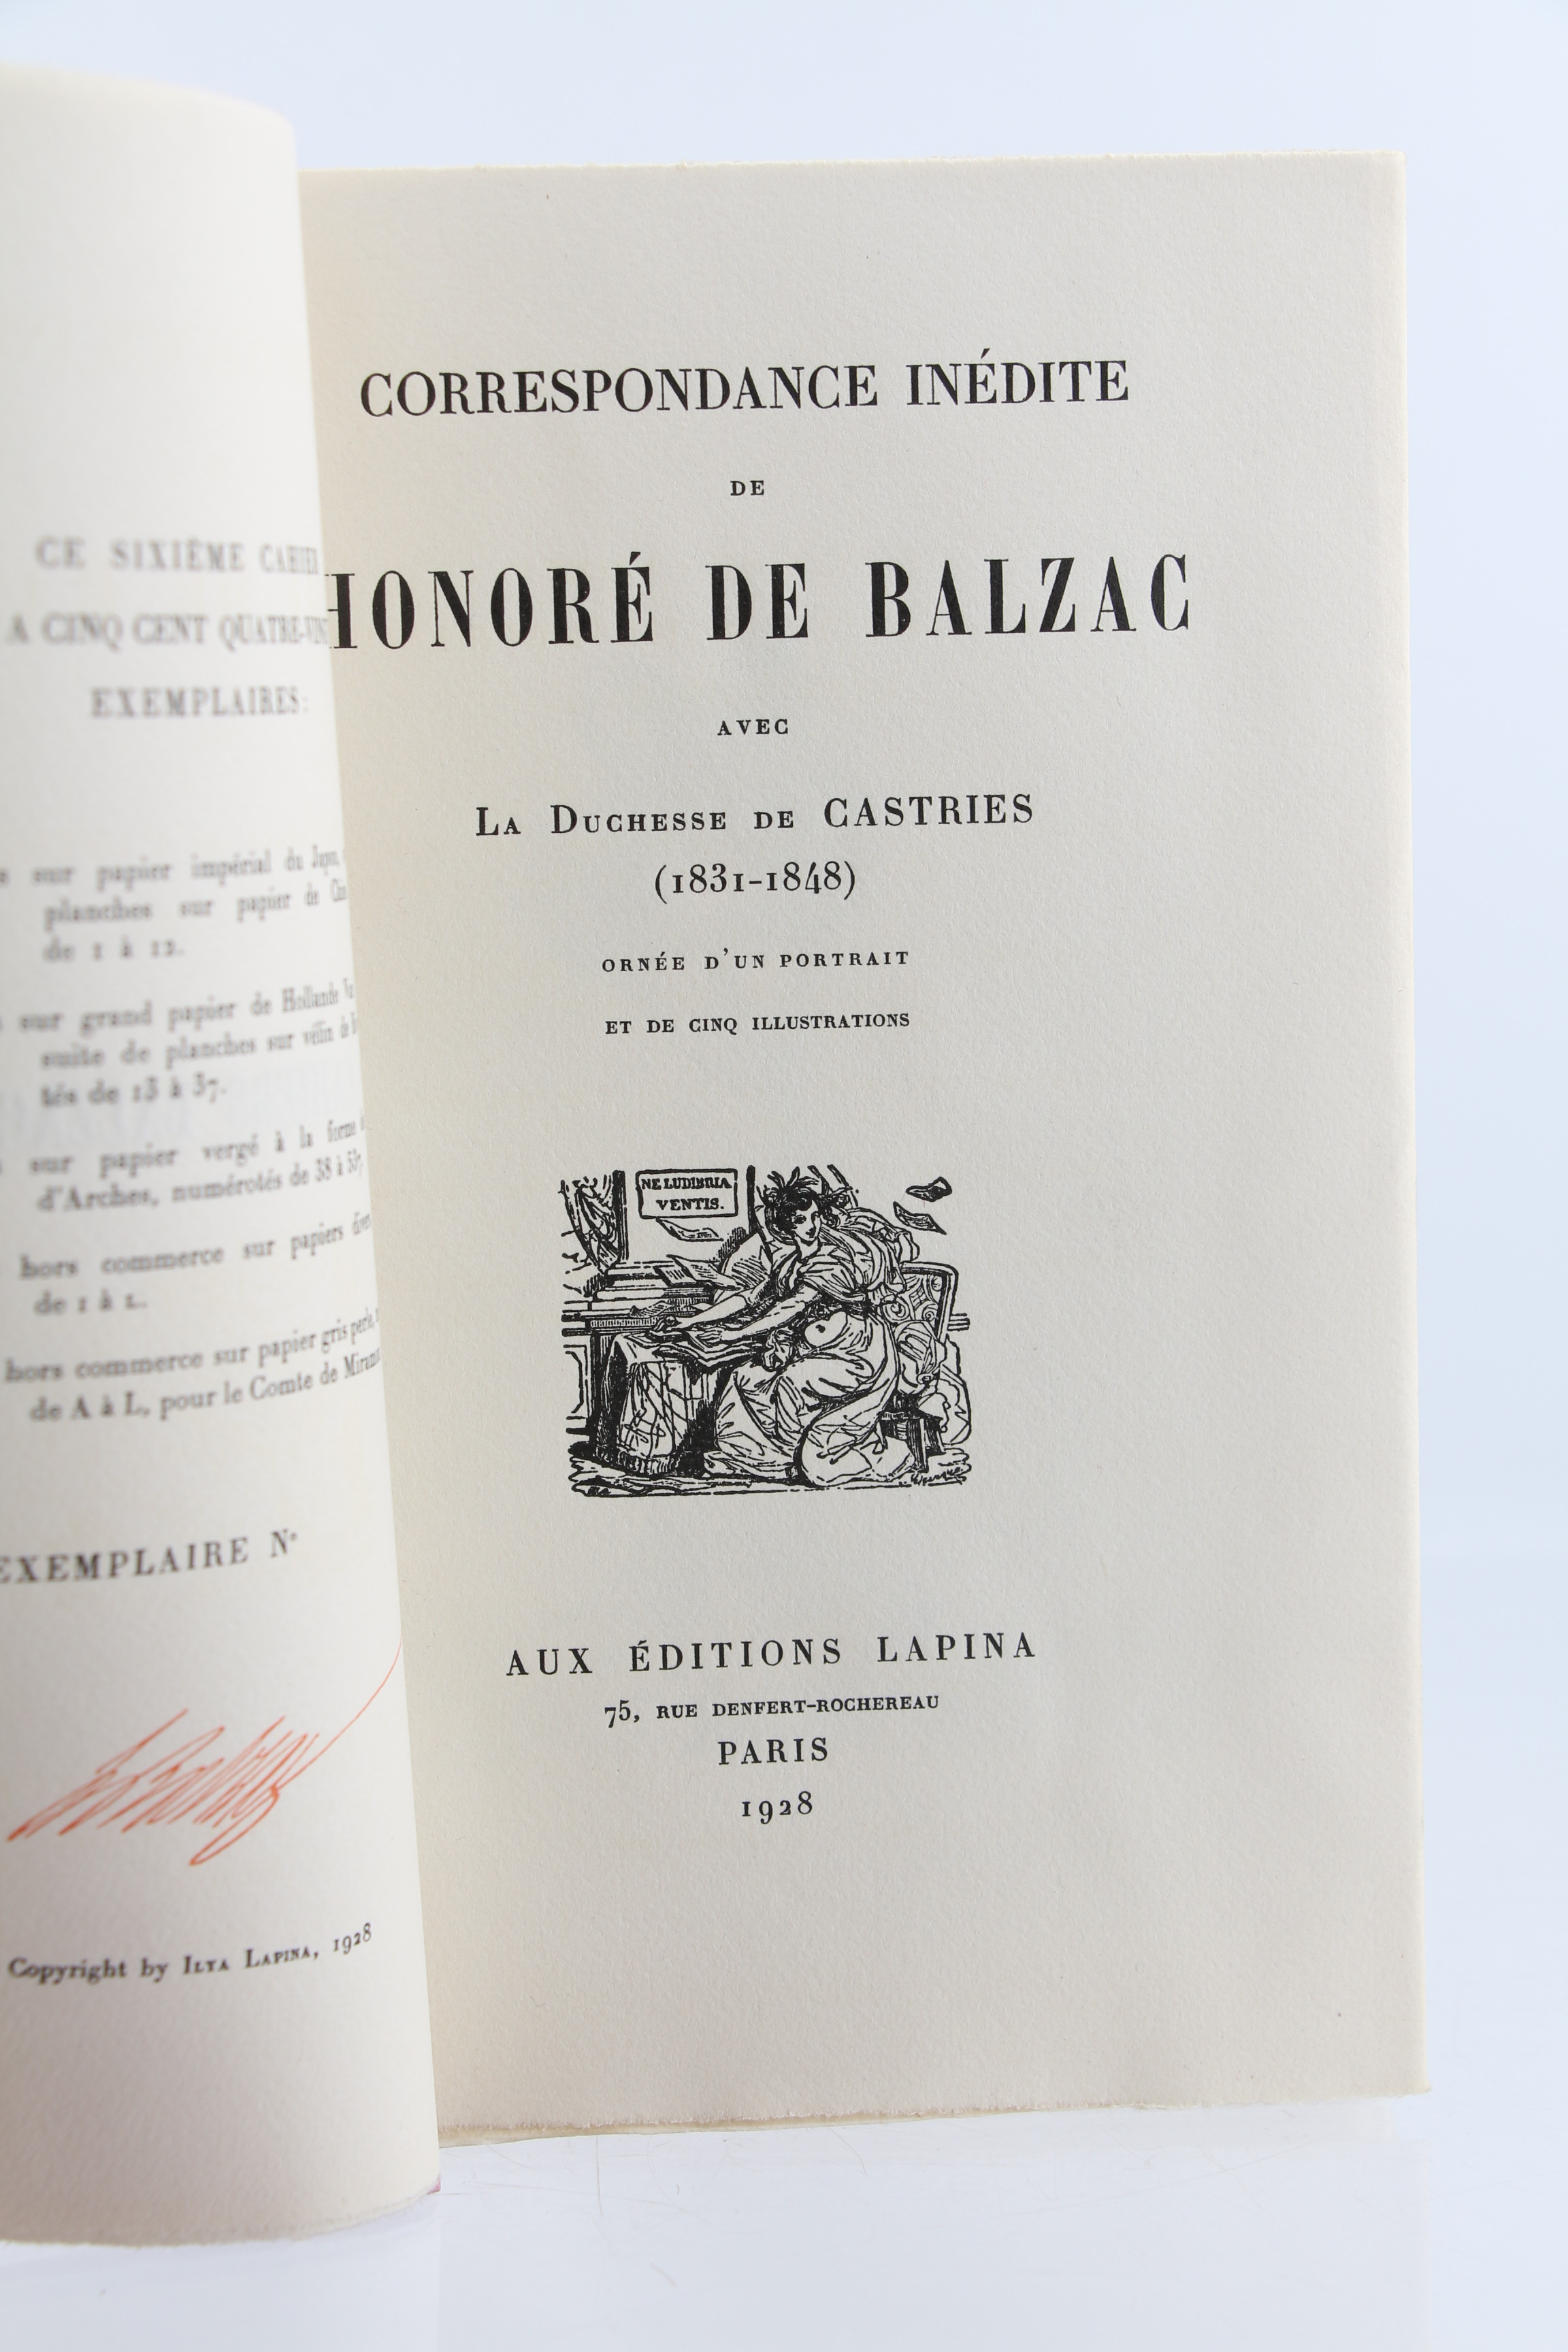 CE SIXIÈME CAHIER
A CINQ CENT
EXEMPLAIRES:
sur papier impérial du Japon,
planches sur papier de
de 1 à 12.
sur grand papier de Hollande
suite de planches sur vélin de
tés de 13 à 37.
sur papier vergé à la forme
d'Arches, numérotés de 38 à 537.
hors commerce sur papiers
de I à L.
hors commerce sur papier gris perle,
de A à L, pour le Comte de
EXEMPLAIRE N°
Copyright by ILYA LAPINA, 1928
CORRESPONDANCE INÉDITE
DE
HONORÉ DE BALZAC
AVEC
LA DUCHESSE DE CASTRIES
(1831-1848)
ORNÉE D'UN PORTRAIT
ET DE CINQ ILLUSTRATIONS
NE LUDIBRIA
VENTIS.
AUX ÉDITIONS LAPINA
75, RUE DENFERT-ROCHEREAU
PARIS
1928